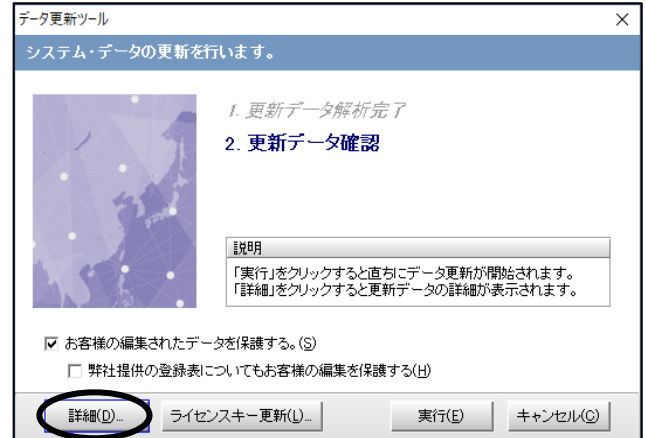 データ更新ツール
システム・データの更新を行います。
1. 更新データ解析完了
2. 更新データ確認
説明
「実行」をクリックすると直ちにデータ更新が開始されます。
「詳細」をクリックすると更新データの詳細が表示されます。
お客様の編集されたデータを保護する。(S)
弊社提供の登録表についてもお客様の編集を保護する(H)
詳細(D)... ライセンスキー更新(L)... 実行(E) キャンセル(C)